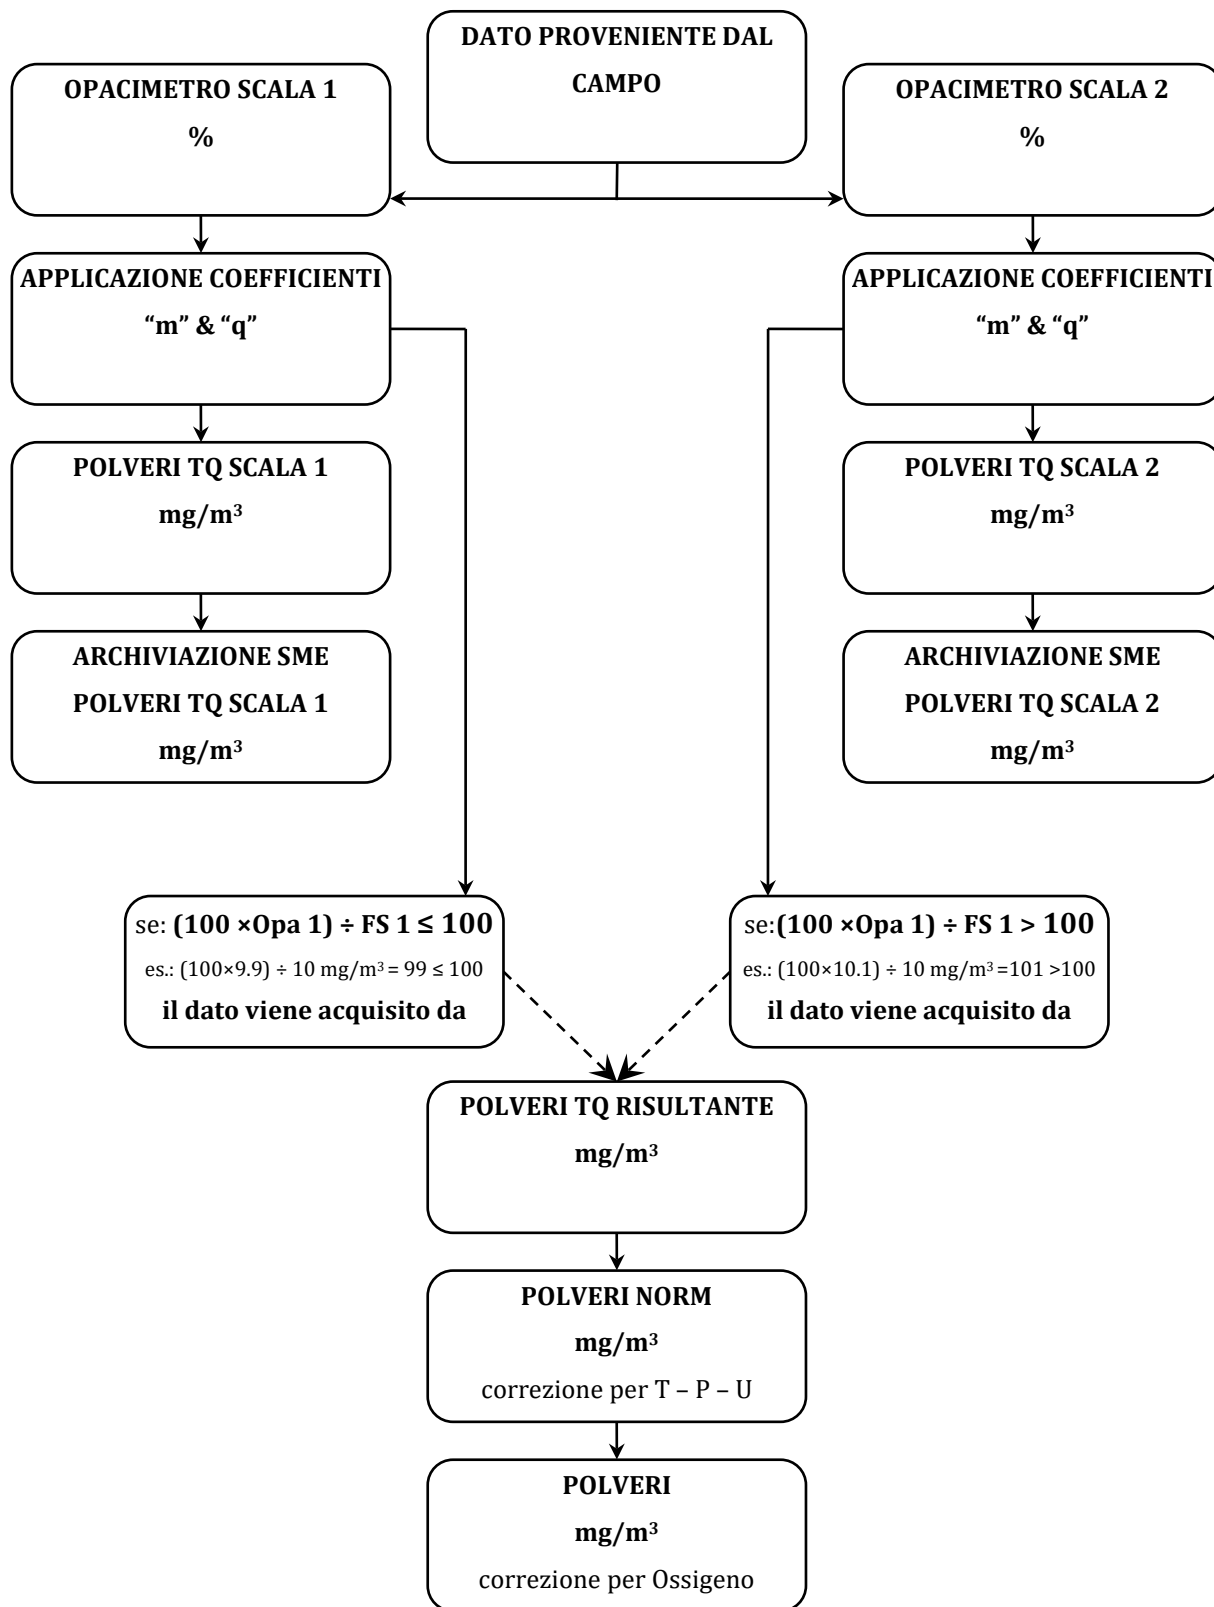 DATO PROVENIENTE DAL
CAMPO
OPACIMETRO SCALA 1
%
OPACIMETRO SCALA 2
%
APPLICAZIONE COEFFICIENTI
“m” & “q”
APPLICAZIONE COEFFICIENTI
“m” & “q”
POLVERI TQ SCALA 1
mg/m³
POLVERI TQ SCALA 2
mg/m³
ARCHIVIAZIONE SME
POLVERI TQ SCALA 1
mg/m³
ARCHIVIAZIONE SME
POLVERI TQ SCALA 2
mg/m³
se: (100 ×Opa 1) ÷ FS 1 ≤ 100
es.: (100×9.9) ÷ 10 mg/m³ = 99 ≤ 100
il dato viene acquisito da
se:(100 ×Opa 1) ÷ FS 1 > 100
es.: (100×10.1) ÷ 10 mg/m³ =101 >100
il dato viene acquisito da
POLVERI TQ RISULTANTE
mg/m³
POLVERI NORM
mg/m³
correzione per T – P – U
POLVERI
mg/m³
correzione per Ossigeno